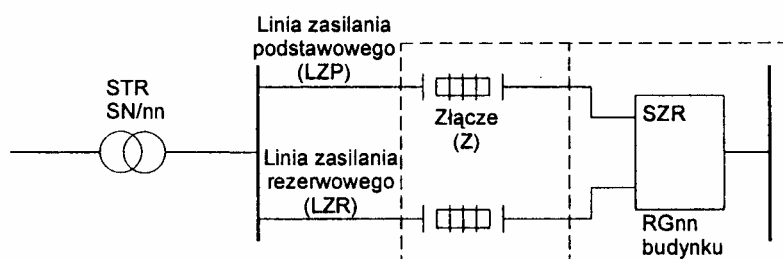 Linia zasilania
podstawowego
(LZP)
STR
SN/nn
Złącze
(Z)
SZR
Linia zasilania
rezerwowego
(LZR)
RGnn
budynku